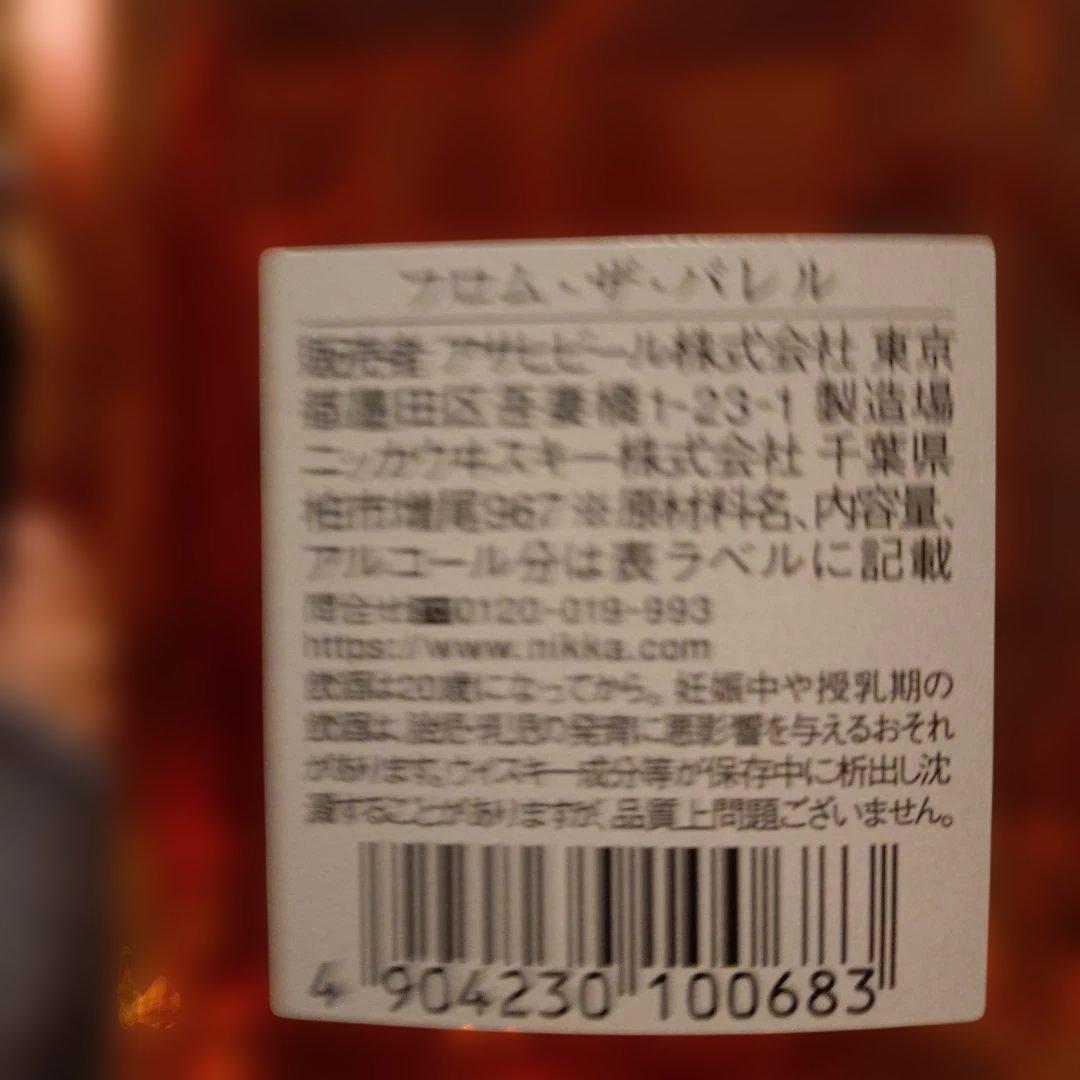 フロム・ザ・バレル
販売者 アサヒビール株式会社 東京
都墨田区吾妻橋1-23-1 製造場
ニッカウヰスキー株式会社 千葉県
柏市増尾967 ※原材料名、内容量、
アルコール分は表ラベルに記載
問合せ先0120-019-993
https://www.nikka.com
飲酒は20歳になってから。妊娠中や授乳期の
飲酒は、胎児・乳児の発育に悪影響を与えるおそれ
があります。ウイスキー成分等が保存中に析出し沈
澱することがありますが、品質上問題ございません。
4 904230 100683